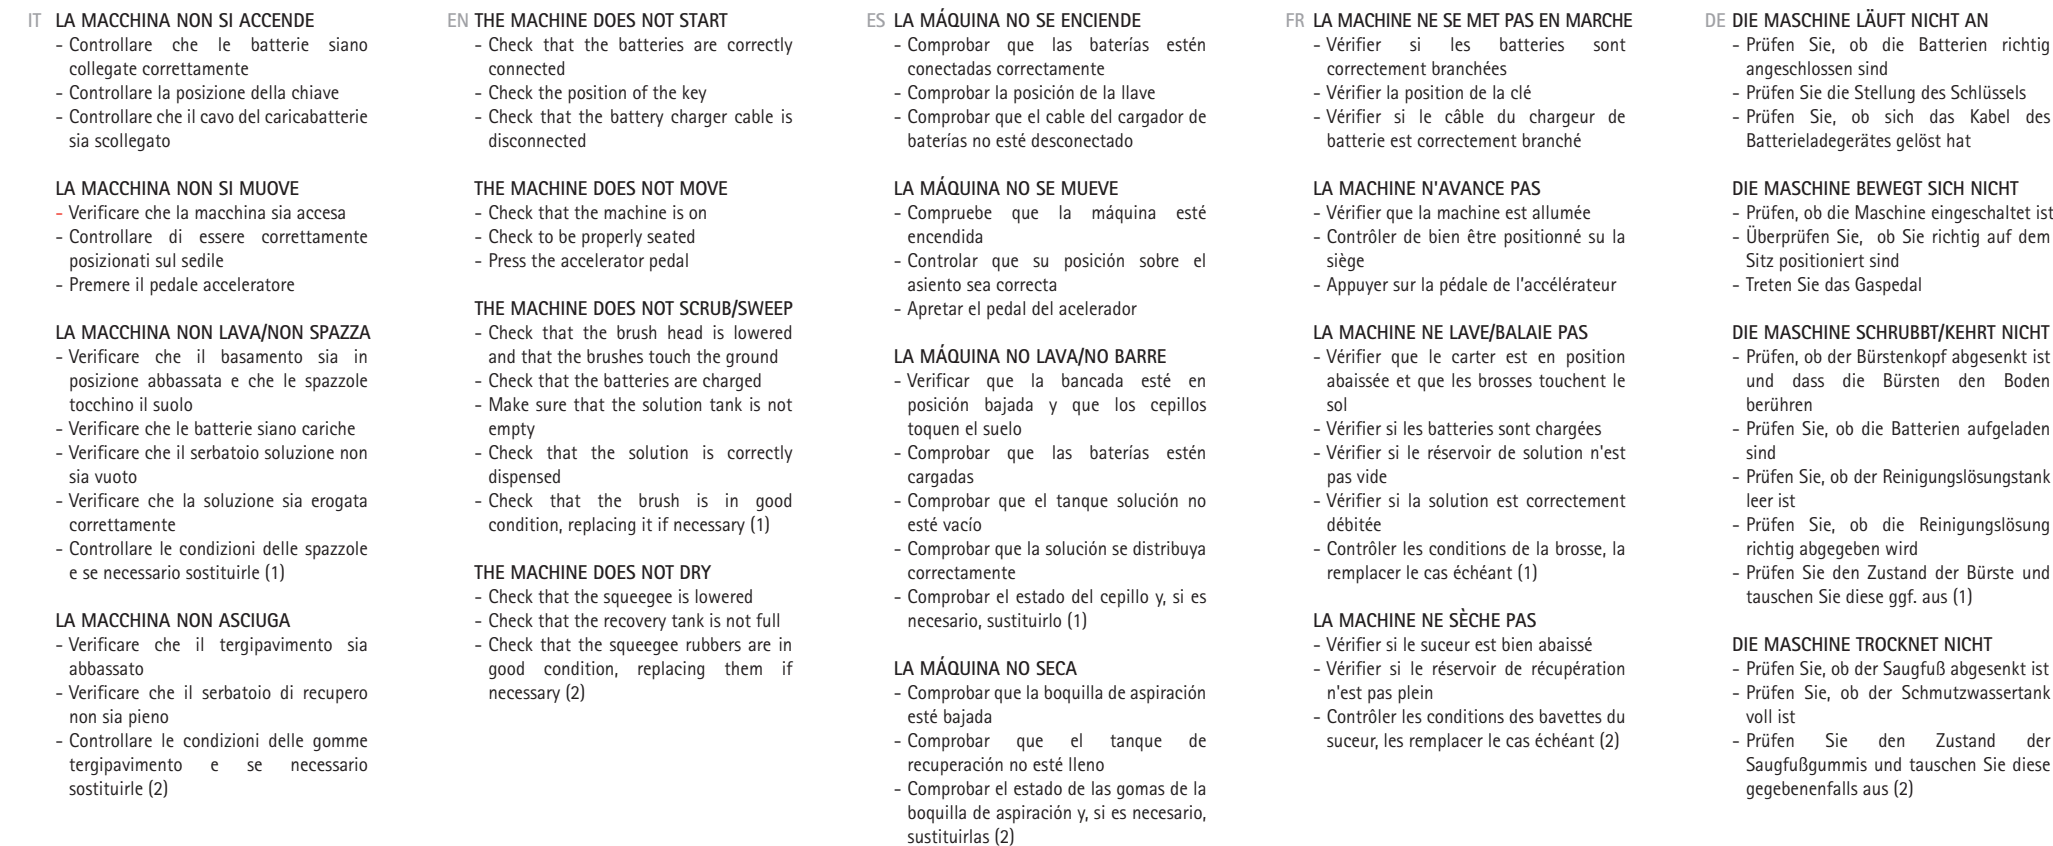 IT LA MACCHINA NON SI ACCENDE
- Controllare che le batterie siano
collegate correttamente
- Controllare la posizione della chiave
- Controllare che il cavo del caricabatterie
sia scollegato
LA MACCHINA NON SI MUOVE
- Verificare che la macchina sia accesa
- Controllare di essere correttamente
posizionati sul sedile
- Premere il pedale acceleratore
LA MACCHINA NON LAVA/NON SPAZZA
- Verificare che il basamento sia in
posizione abbassata e che le spazzole
tocchino il suolo
- Verificare che le batterie siano cariche
- Verificare che il serbatoio soluzione non
sia vuoto
- Verificare che la soluzione sia erogata
correttamente
- Controllare le condizioni delle spazzole
e se necessario sostituirle (1)
LA MACCHINA NON ASCIUGA
- Verificare che il tergipavimento sia
abbassato
- Verificare che il serbatoio di recupero
non sia pieno
- Controllare le condizioni delle gomme
tergipavimento e se necessario
sostituirle (2)
EN THE MACHINE DOES NOT START
- Check that the batteries are correctly
connected
- Check the position of the key
- Check that the battery charger cable is
disconnected
THE MACHINE DOES NOT MOVE
- Check that the machine is on
- Check to be properly seated
- Press the accelerator pedal
THE MACHINE DOES NOT SCRUB/SWEEP
- Check that the brush head is lowered
and that the brushes touch the ground
- Check that the batteries are charged
- Make sure that the solution tank is not
empty
- Check that the solution is correctly
dispensed
- Check that the brush is in good
condition, replacing it if necessary (1)
THE MACHINE DOES NOT DRY
- Check that the squeegee is lowered
- Check that the recovery tank is not full
- Check that the squeegee rubbers are in
good condition, replacing them if
necessary (2)
ES LA MÁQUINA NO SE ENCIENDE
- Comprobar que las baterías estén
conectadas correctamente
- Comprobar la posición de la llave
- Comprobar que el cable del cargador de
baterías no esté desconectado
LA MÁQUINA NO SE MUEVE
- Compruebe que la máquina esté
encendida
- Controlar que su posición sobre el
asiento sea correcta
- Apretar el pedal del acelerador
LA MÁQUINA NO LAVA/NO BARRE
- Verificar que la bancada esté en
posición bajada y que los cepillos
toquen el suelo
- Comprobar que las baterías estén
cargadas
- Comprobar que el tanque solución no
esté vacío
- Comprobar que la solución se distribuya
correctamente
- Comprobar el estado del cepillo y, si es
necesario, sustituirlo (1)
LA MÁQUINA NO SECA
- Comprobar que la boquilla de aspiración
esté bajada
- Comprobar que el tanque de
recuperación no esté lleno
- Comprobar el estado de las gomas de la
boquilla de aspiración y, si es necesario,
sustituirlas (2)
FR LA MACHINE NE SE MET PAS EN MARCHE
- Vérifier si les batteries sont
correctement branchées
- Vérifier la position de la clé
- Vérifier si le câble du chargeur de
batterie est correctement branché
LA MACHINE N'AVANCE PAS
- Vérifier que la machine est allumée
- Contrôler de bien être positionné su la
siège
- Appuyer sur la pédale de l'accélérateur
LA MACHINE NE LAVE/BALAIE PAS
- Vérifier que le carter est en position
abaissée et que les brosses touchent le
sol
- Vérifier si les batteries sont chargées
- Vérifier si le réservoir de solution n'est
pas vide
- Vérifier si la solution est correctement
débitée
- Contrôler les conditions de la brosse, la
remplacer le cas échéant (1)
LA MACHINE NE SÈCHE PAS
- Vérifier si le suceur est bien abaissé
- Vérifier si le réservoir de récupération
n'est pas plein
- Contrôler les conditions des bavettes du
suceur, les remplacer le cas échéant (2)
DE DIE MASCHINE LÄUFT NICHT AN
- Prüfen Sie, ob die Batterien richtig
angeschlossen sind
- Prüfen Sie die Stellung des Schlüssels
- Prüfen Sie, ob sich das Kabel des
Batterieladegerätes gelöst hat
DIE MASCHINE BEWEGT SICH NICHT
- Prüfen, ob die Maschine eingeschaltet ist
- Überprüfen Sie, ob Sie richtig auf dem
Sitz positioniert sind
- Treten Sie das Gaspedal
DIE MASCHINE SCHRUBBT/KEHRT NICHT
- Prüfen, ob der Bürstenkopf abgesenkt ist
und dass die Bürsten den Boden
berühren
- Prüfen Sie, ob die Batterien aufgeladen
sind
- Prüfen Sie, ob der Reinigungslösungstank
leer ist
- Prüfen Sie, ob die Reinigungslösung
richtig abgegeben wird
- Prüfen Sie den Zustand der Bürste und
tauschen Sie diese ggf. aus (1)
DIE MASCHINE TROCKNET NICHT
- Prüfen Sie, ob der Saugfuß abgesenkt ist
- Prüfen Sie, ob der Schmutzwassertank
voll ist
- Prüfen Sie den Zustand der
Saugfußgummis und tauschen Sie diese
gegebenenfalls aus (2)